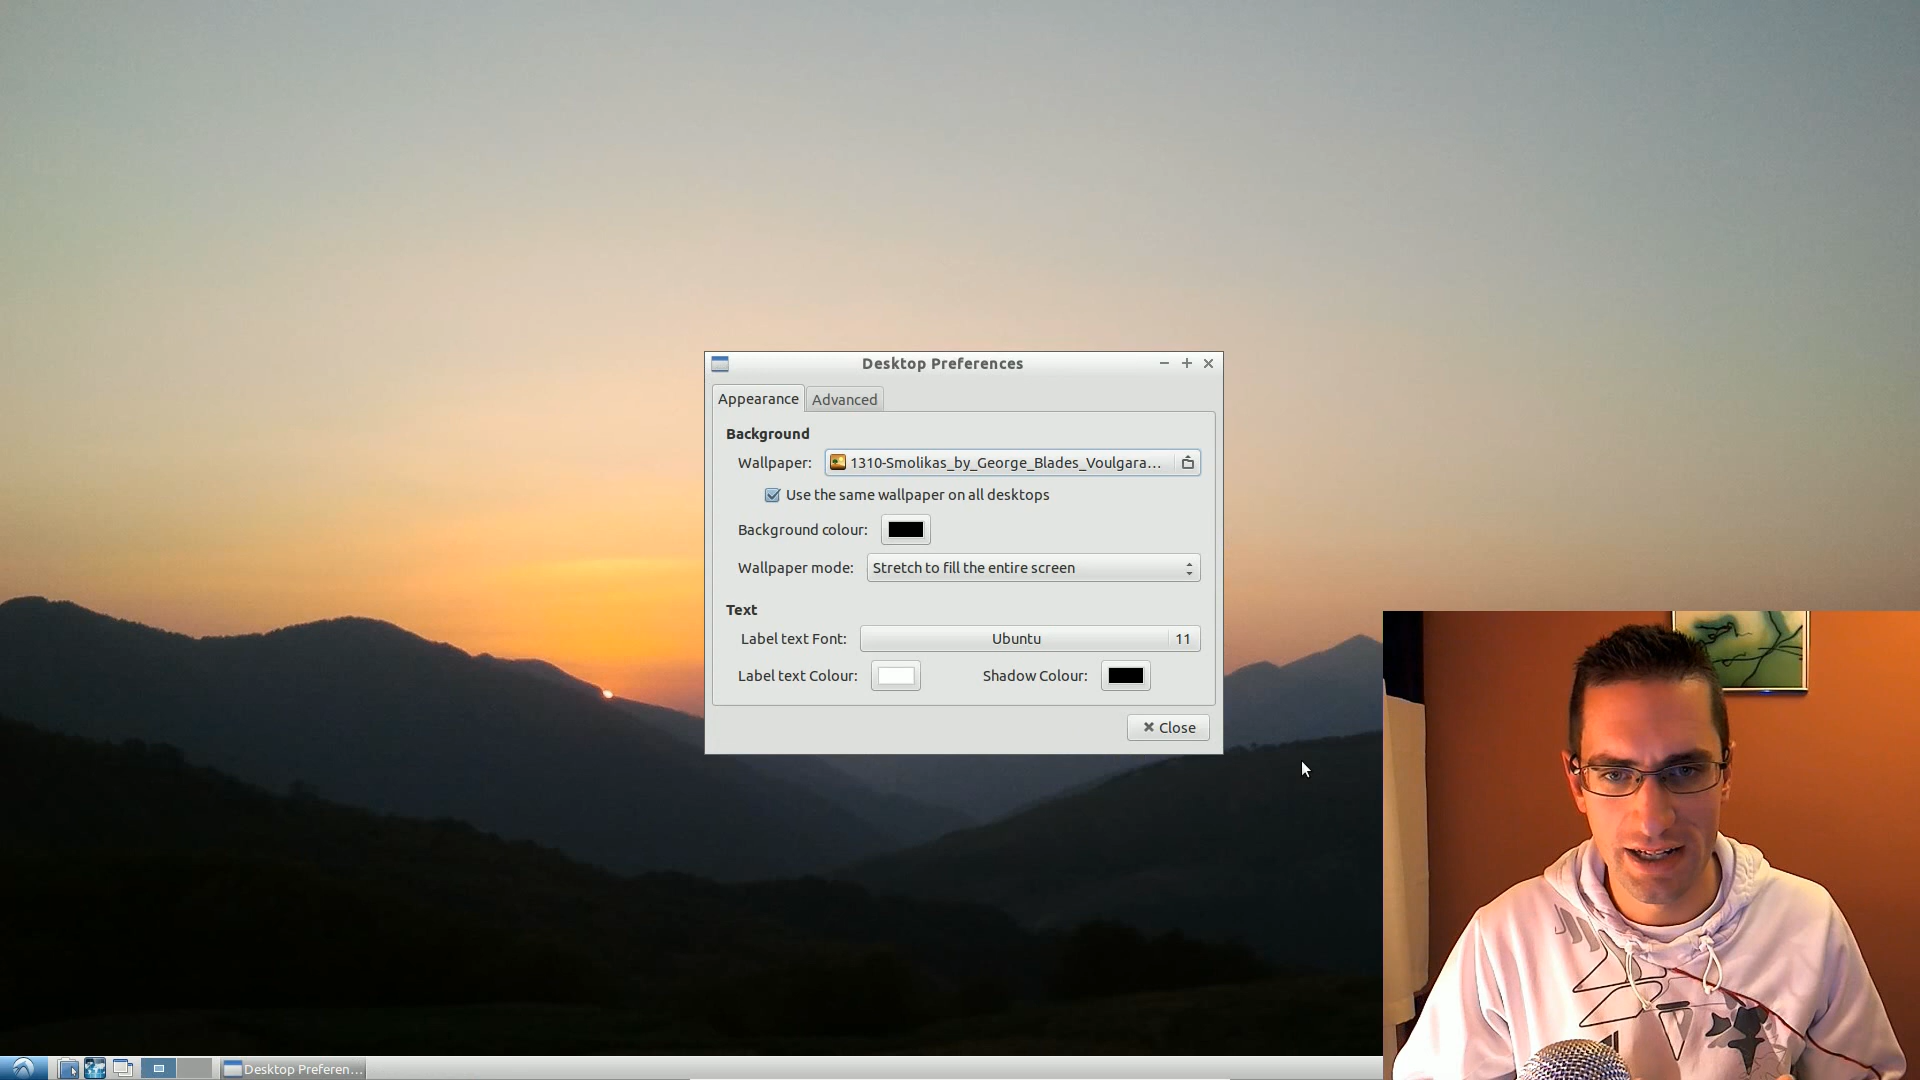 Desktop Preferences
Appearance Advanced
Background
Wallpaper: 1310-Smolikas_by_George_Blades_Voulgara...
Use the same wallpaper on all desktops
Background colour:
Wallpaper mode: Stretch to fill the entire screen
Text
Label text Font: Ubuntu 11
Label text Colour: Shadow Colour:
Close
Desktop Preferen...